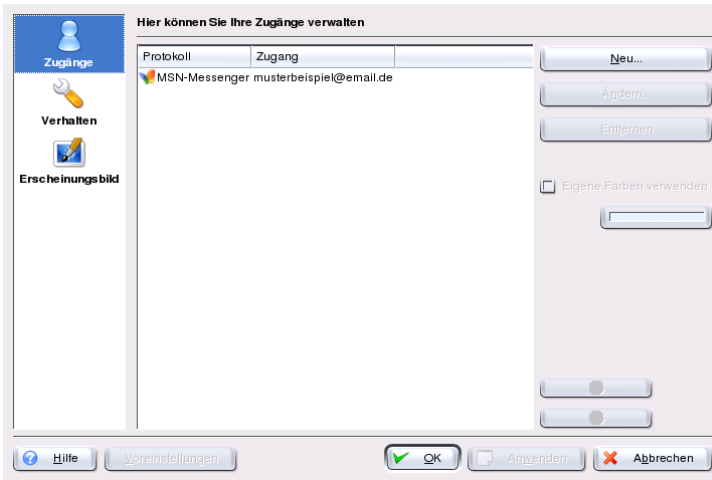 Hier können Sie Ihre Zugänge verwalten
Zugänge
Verhalten
Erscheinungsbild
Protokoll Zugang
MSN-Messenger musterbeispiel@email.de
Neu...
Ändern...
Entfernen
Eigene Farben verwenden
Hilfe Voreinstellungen OK Anwenden Abbrechen